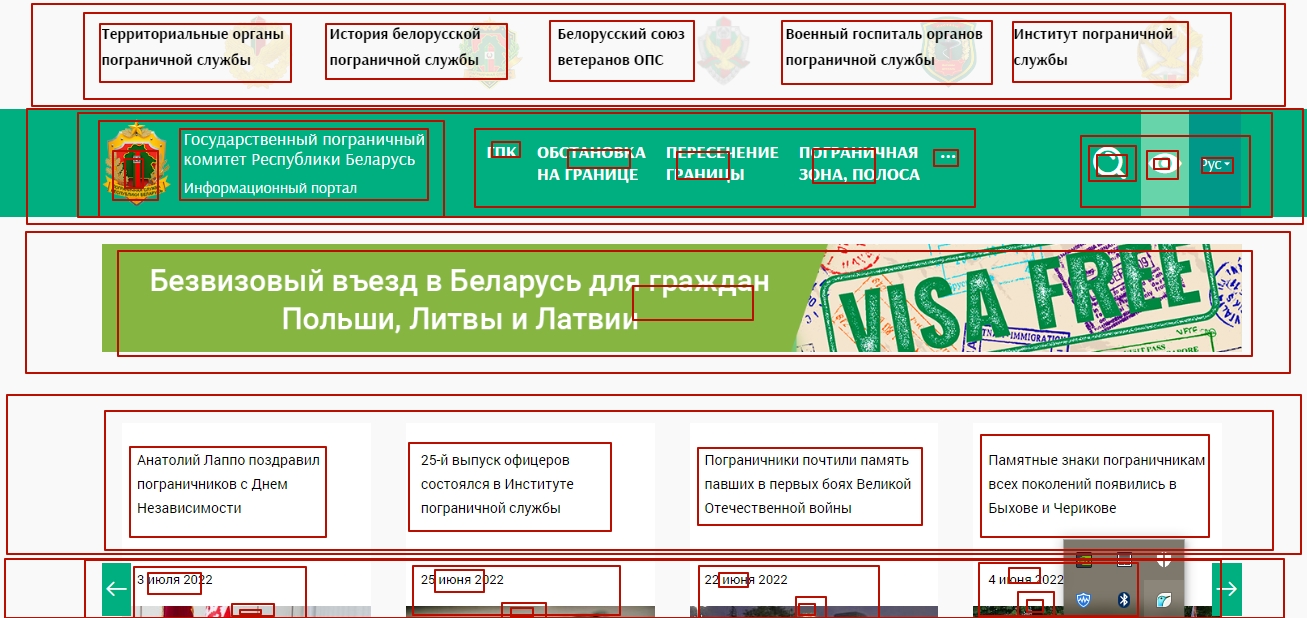 Территориальные органы
пограничной службы
История белорусской
пограничной службы
Белорусский союз
ветеранов ОПС
Военный госпиталь органов
пограничной службы
Институт пограничной
службы
Государственный пограничный
комитет Республики Беларусь
Информационный портал
ГПК
ОБСТАНОВКА
НА ГРАНИЦЕ
ПЕРЕСЕЧЕНИЕ
ГРАНИЦЫ
ПОГРАНИЧНАЯ
ЗОНА, ПОЛОСА
...
Рус
Безвизовый въезд в Беларусь для граждан
Польши, Литвы и Латвии
VISA FREE
Анатолий Лаппо поздравил
пограничников с Днем
Независимости
25-й выпуск офицеров
состоялся в Институте
пограничной службы
Пограничники почтили память
павших в первых боях Великой
Отечественной войны
Памятные знаки пограничникам
всех поколений появились в
Быхове и Черикове
3 июля 2022
25 июня 2022
22 июня 2022
4 июня 2022